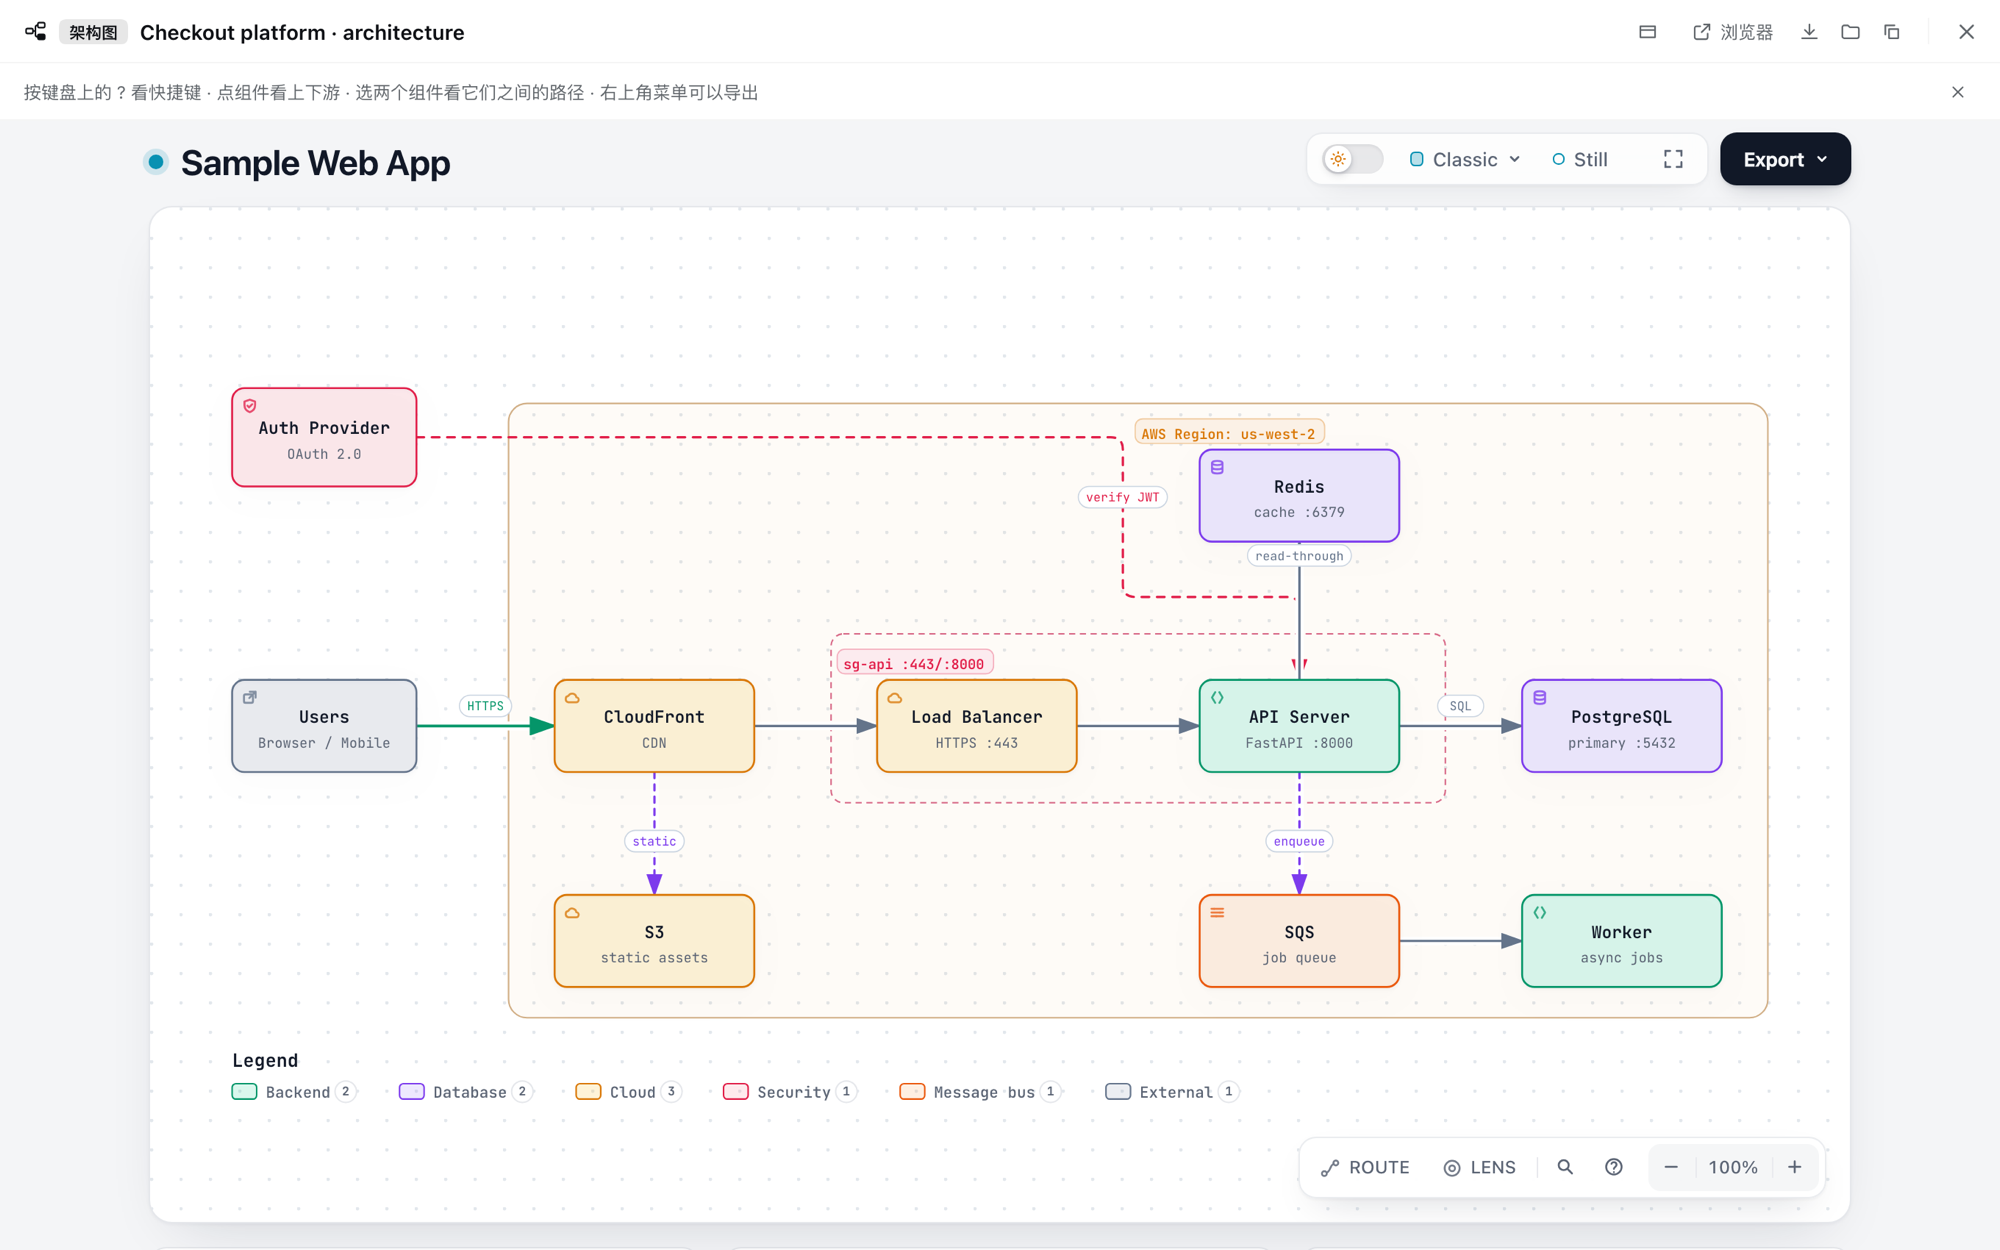 架构图 Checkout platform · architecture
浏览器
按键盘上的 ? 看快捷键 · 点组件看上下游 · 选两个组件看它们之间的路径 · 右上角菜单可以导出
Sample Web App
Classic
Still
Export
Auth Provider
OAuth 2.0
AWS Region: us-west-2
verify JWT
Redis
cache :6379
read-through
sg-api :443/:8000
Users
Browser / Mobile
HTTPS
CloudFront
CDN
Load Balancer
HTTPS :443
API Server
FastAPI :8000
SQL
PostgreSQL
primary :5432
static
enqueue
S3
static assets
SQS
job queue
Worker
async jobs
Legend
Backend 2 Database 2 Cloud 3 Security 1 Message bus 1 External 1
ROUTE LENS 100%